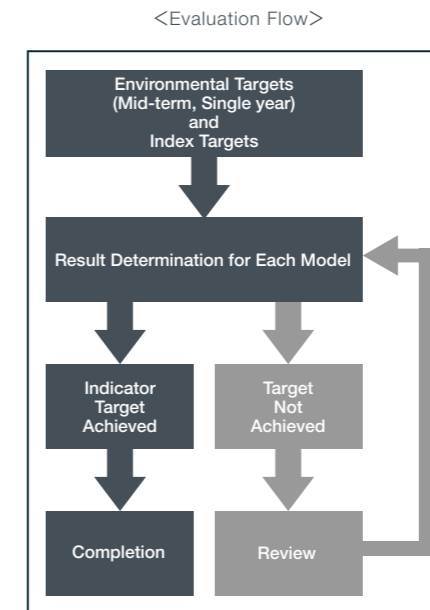 <Evaluation Flow>
Environmental Targets
(Mid-term, Single year)
and
Index Targets
Result Determination for Each Model
Indicator
Target
Achieved
Target
Not
Achieved
Completion
Review